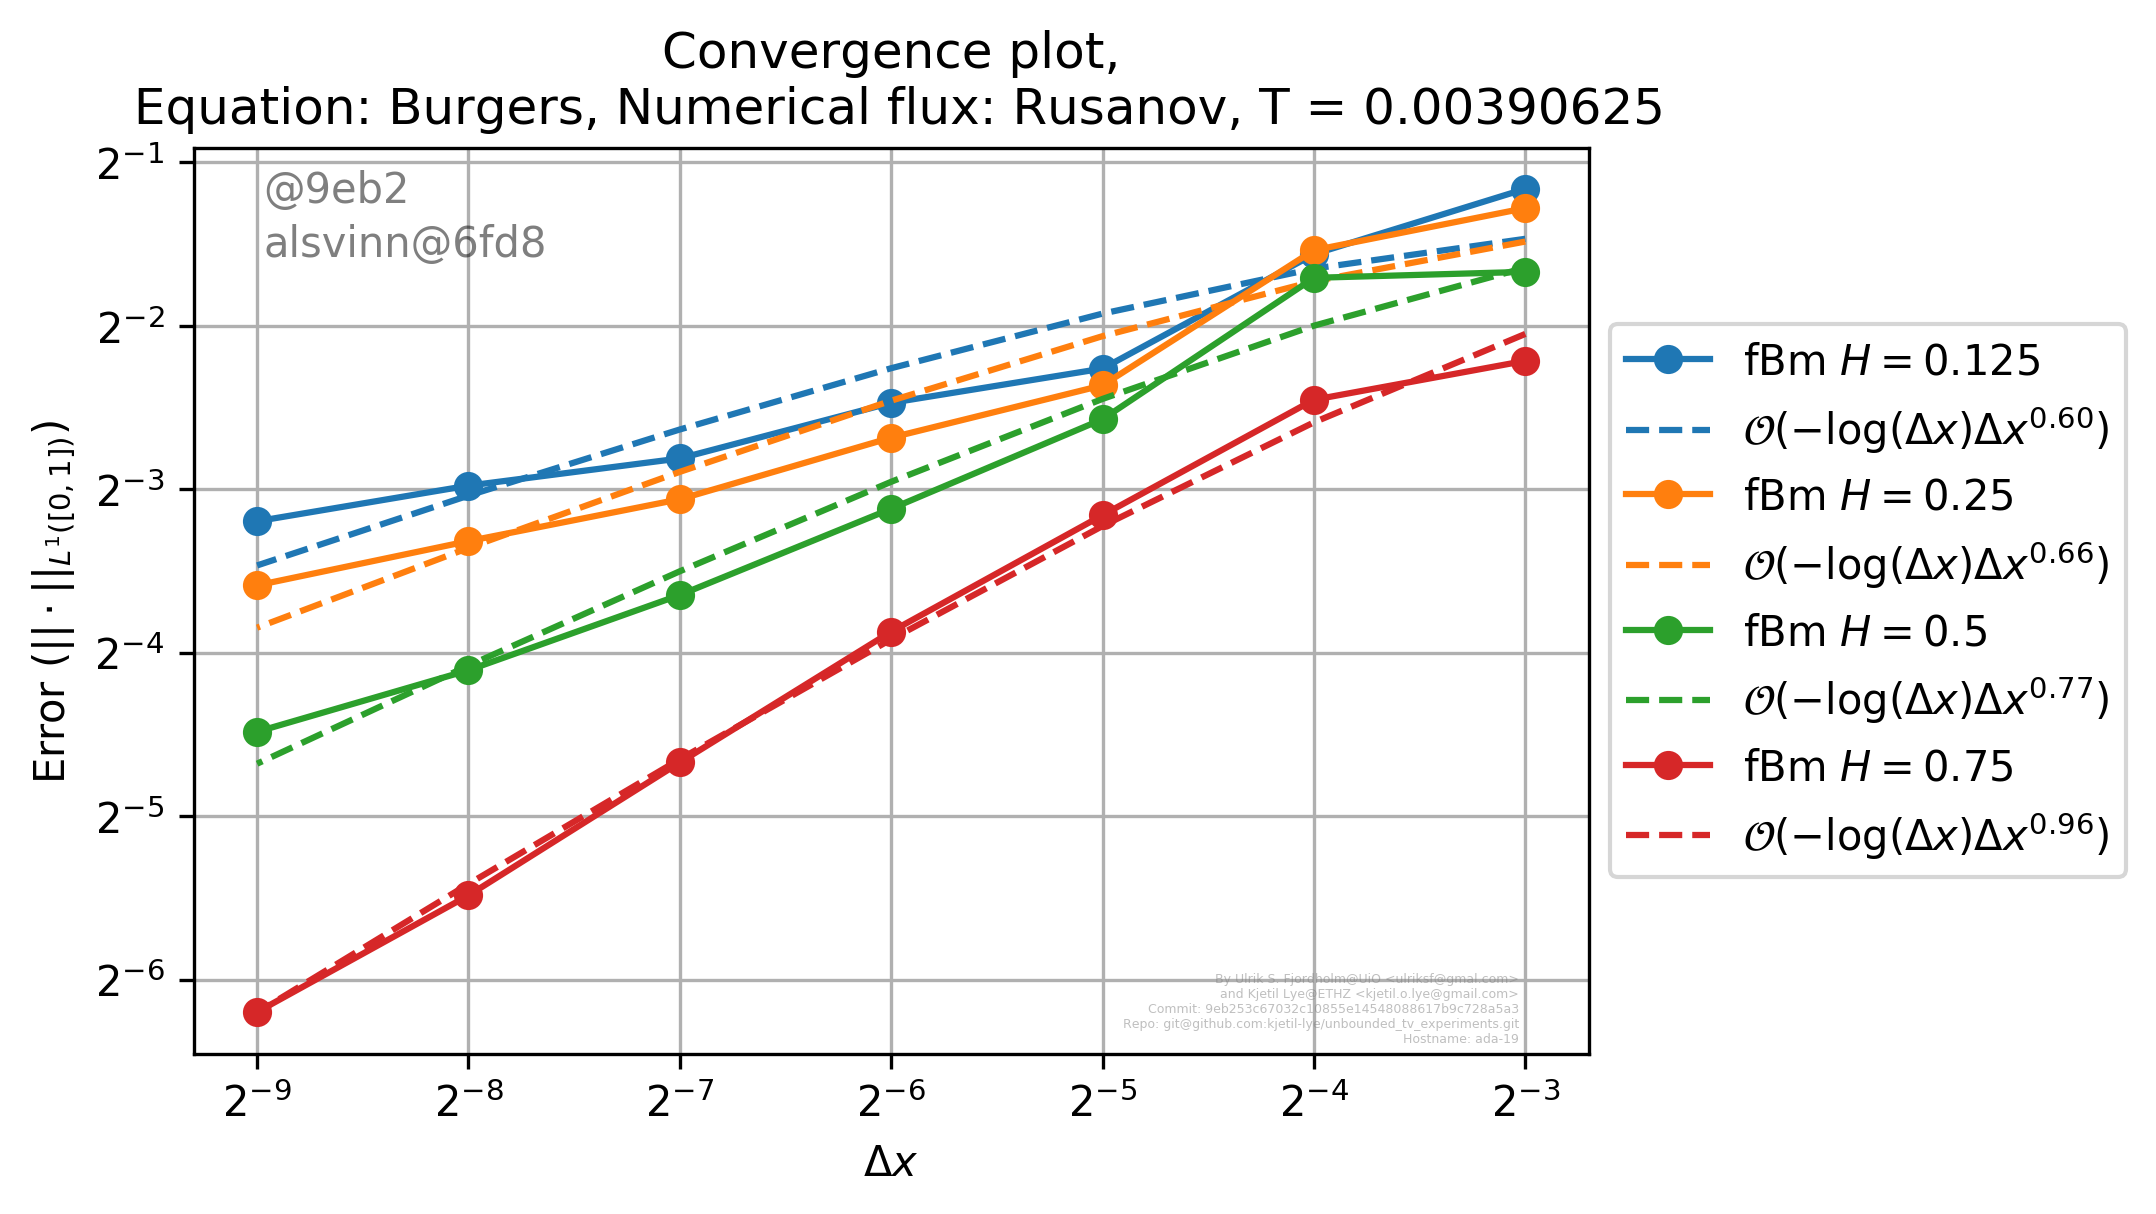 Convergence plot,
Equation: Burgers, Numerical flux: Rusanov, T = 0.00390625
2⁻¹
2⁻²
2⁻³
2⁻⁴
2⁻⁵
2⁻⁶
Error (||·||_{L¹([0,1])})
@9eb2
alsvinn@6fd8
By Ulrik S. Fjordholm@UiO <ulriksf@gmal.com>
and Kjetil Lye@ETHZ <kjetil.o.lye@gmail.com>
Commit: 9eb253c67032c10855e14548088617b9c728a5a3
Repo: git@github.com:kjetil-lye/unbounded_tv_experiments.git
Hostname: ada-19
2⁻⁹ 2⁻⁸ 2⁻⁷ 2⁻⁶ 2⁻⁵ 2⁻⁴ 2⁻³
Δx
fBm H = 0.125
𝒪(−log(Δx)Δx^{0.60})
fBm H = 0.25
𝒪(−log(Δx)Δx^{0.66})
fBm H = 0.5
𝒪(−log(Δx)Δx^{0.77})
fBm H = 0.75
𝒪(−log(Δx)Δx^{0.96})